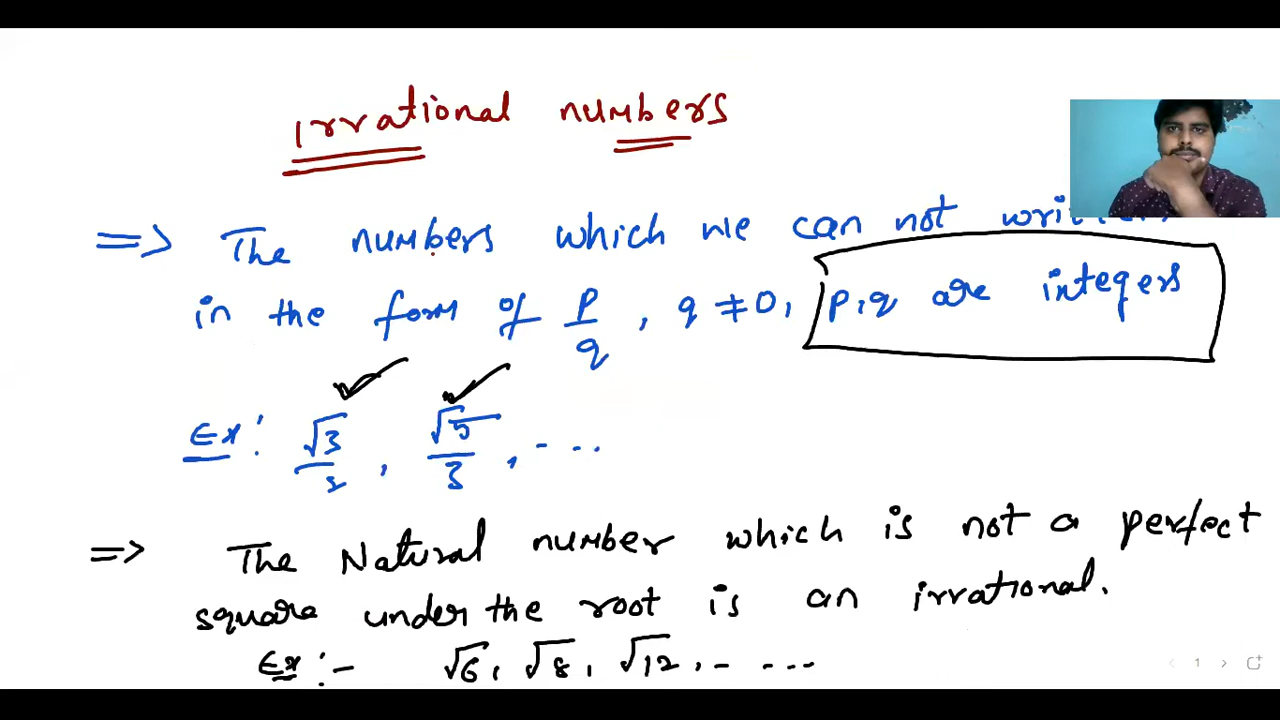 irrational numbers
=> The numbers which we can not
in the form of p/q, q ≠ 0, p,q are integers
Ex: √3/2, √5/3, -...
=> The Natural number which is not a perfect
square under the root is an irrational.
Ex:- √6, √8, √12, - ....
1